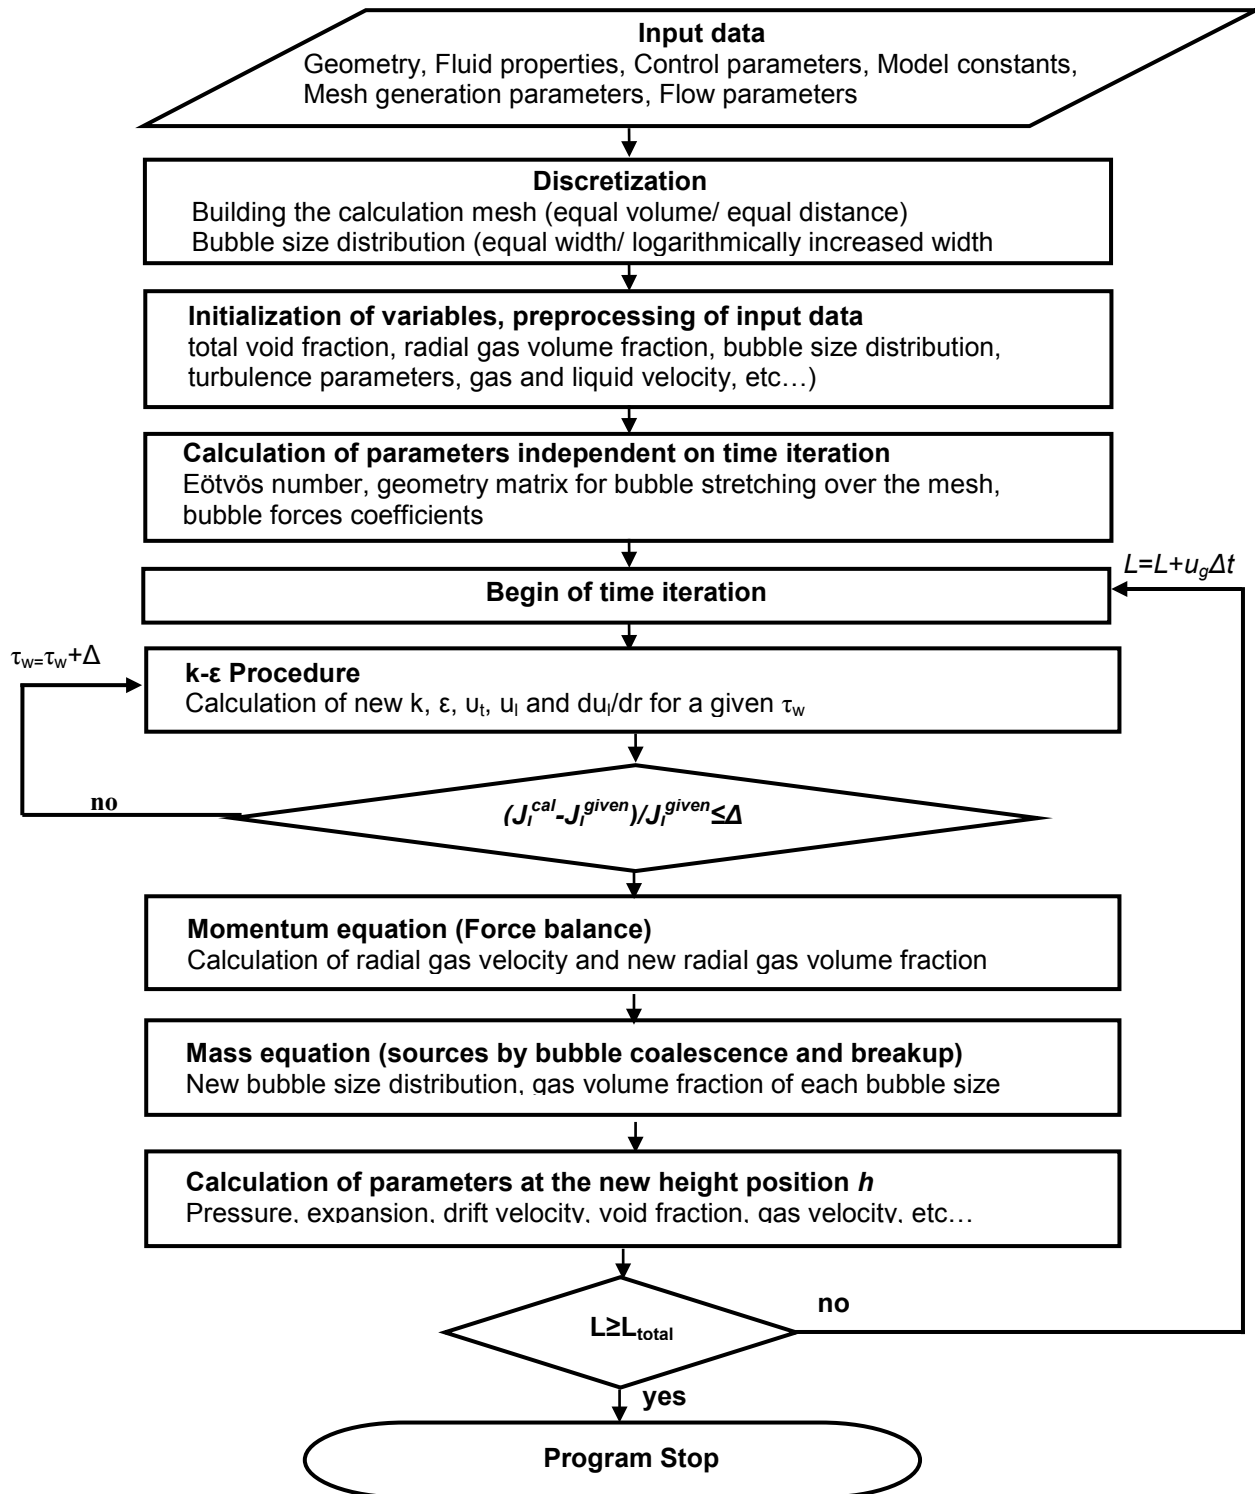 Input data
Geometry, Fluid properties, Control parameters, Model constants,
Mesh generation parameters, Flow parameters
Discretization
Building the calculation mesh (equal volume/ equal distance)
Bubble size distribution (equal width/ logarithmically increased width
Initialization of variables, preprocessing of input data
total void fraction, radial gas volume fraction, bubble size distribution,
turbulence parameters, gas and liquid velocity, etc…)
Calculation of parameters independent on time iteration
Eötvös number, geometry matrix for bubble stretching over the mesh,
bubble forces coefficients
L=L+u_gΔt
Begin of time iteration
τ_w=τ_w+Δ
k-ε Procedure
Calculation of new k, ε, υ_t, u_l and du_l/dr for a given τ_w
no
(J_l^cal-J_l^given)/J_l^given≤Δ
Momentum equation (Force balance)
Calculation of radial gas velocity and new radial gas volume fraction
Mass equation (sources by bubble coalescence and breakup)
New bubble size distribution, gas volume fraction of each bubble size
Calculation of parameters at the new height position h
Pressure, expansion, drift velocity, void fraction, gas velocity, etc…
no
L≥L_total
yes
Program Stop